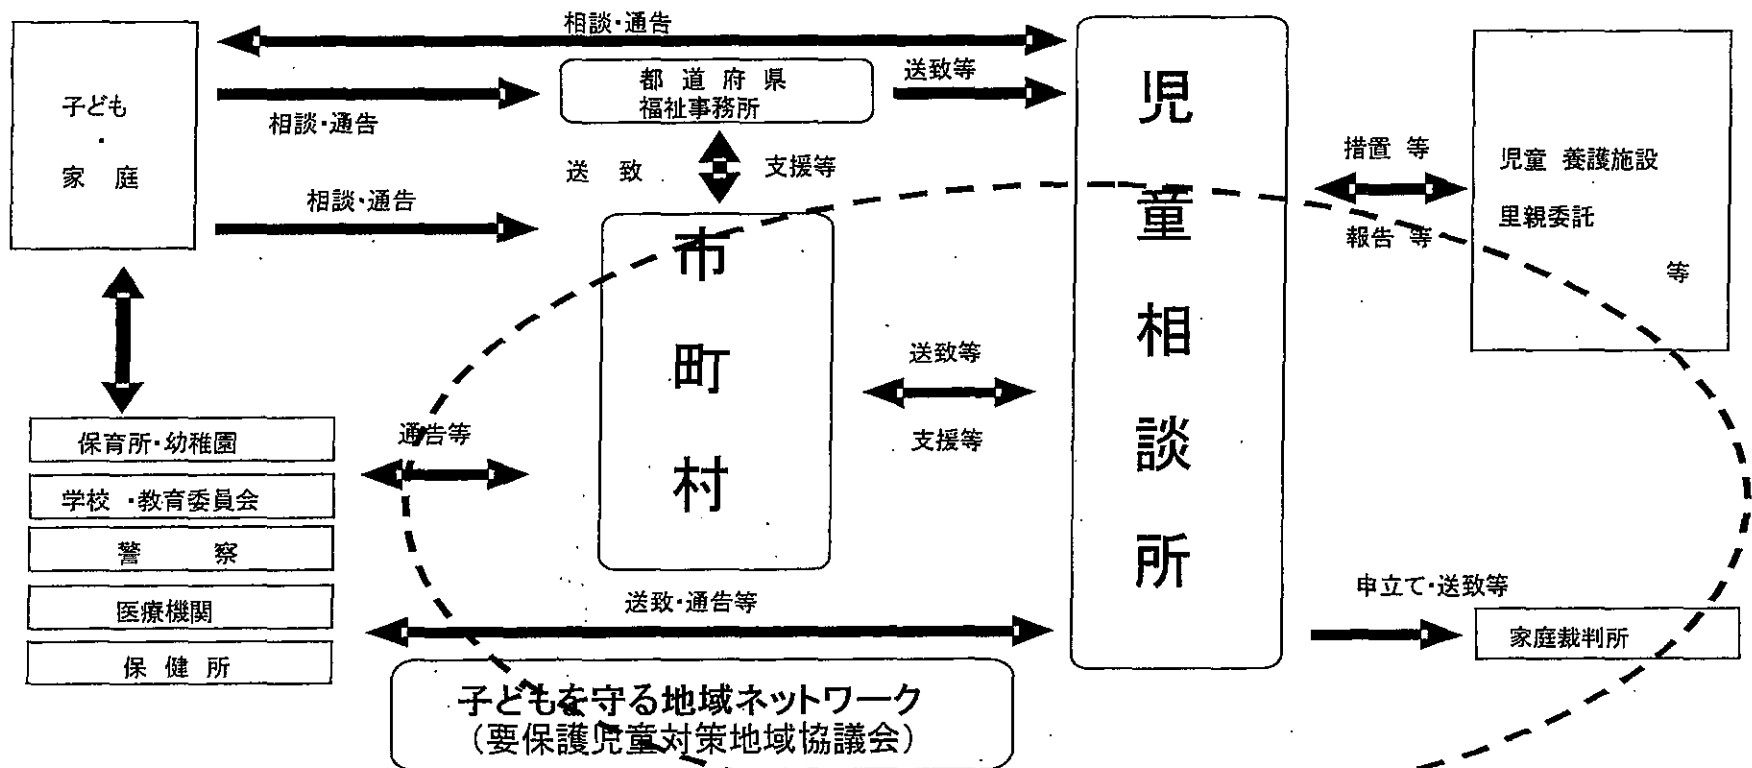 相談・通告
子ども
・
家 庭
都 道 府 県
福祉事務所
送致等
相談・通告
送 致
支援等
相談・通告
児童相談所
措置 等
報告 等
児童 養護施設
里親委託
等
市町村
送致等
支援等
通告等
保育所・幼稚園
学校 ・教育委員会
警 察
医療機関
保 健 所
送致・通告等
申立て・送致等
家庭裁判所
子どもを守る地域ネットワーク
（要保護児童対策地域協議会）